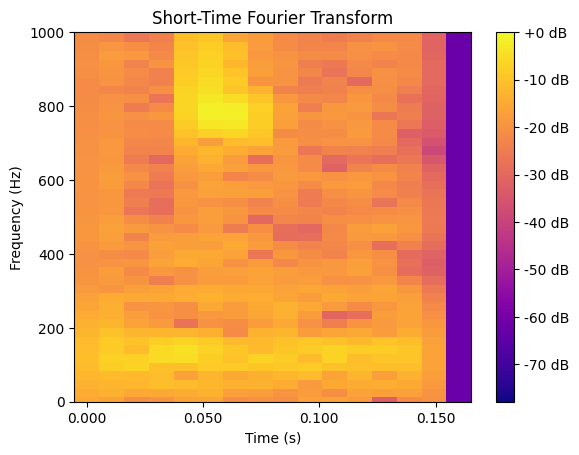 Short-Time Fourier Transform
Frequency (Hz)
1000
800
600
400
200
0
0.000
0.050
0.100
0.150
Time (s)
+0 dB
-10 dB
-20 dB
-30 dB
-40 dB
-50 dB
-60 dB
-70 dB